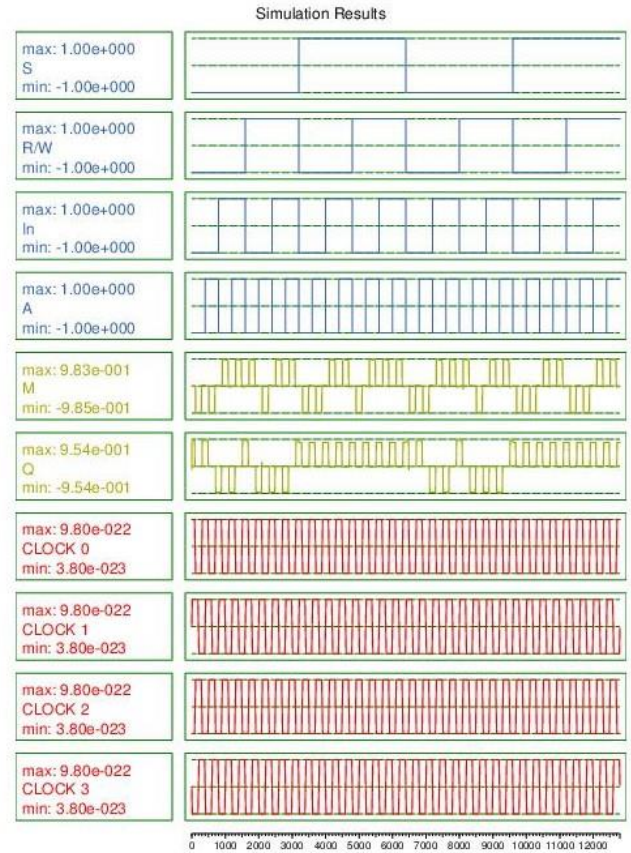 Simulation Results
max: 1.00e+000
S
min: -1.00e+000
max: 1.00e+000
R/W
min: -1.00e+000
max: 1.00e+000
In
min: -1.00e+000
max: 1.00e+000
A
min: -1.00e+000
max: 9.83e-001
M
min: -9.85e-001
max: 9.54e-001
Q
min: -9.54e-001
max: 9.80e-022
CLOCK 0
min: 3.80e-023
max: 9.80e-022
CLOCK 1
min: 3.80e-023
max: 9.80e-022
CLOCK 2
min: 3.80e-023
max: 9.80e-022
CLOCK 3
min: 3.80e-023
0 1000 2000 3000 4000 5000 6000 7000 8000 9000 10000 11000 12000